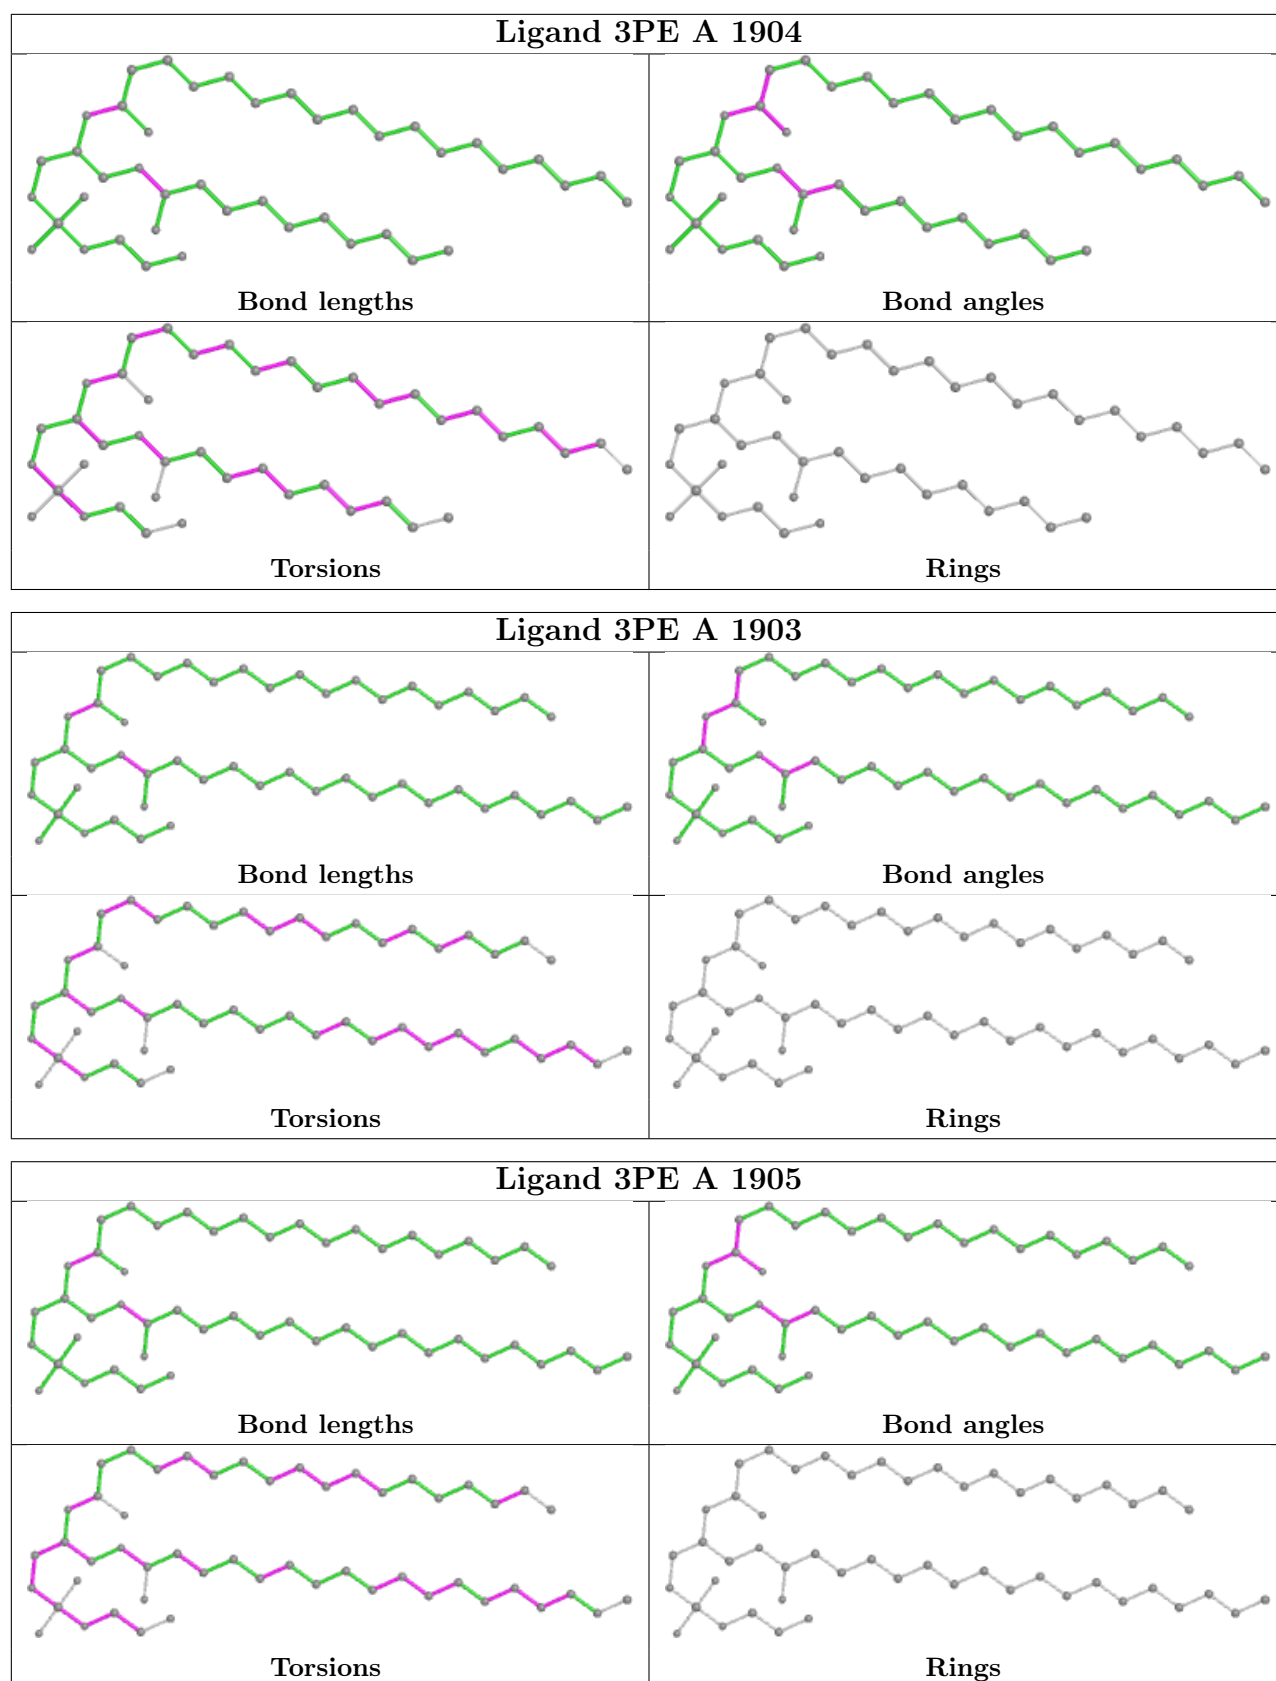 Ligand 3PE A 1904
Bond lengths
Bond angles
Torsions
Rings
Ligand 3PE A 1903
Bond lengths
Bond angles
Torsions
Rings
Ligand 3PE A 1905
Bond lengths
Bond angles
Torsions
Rings